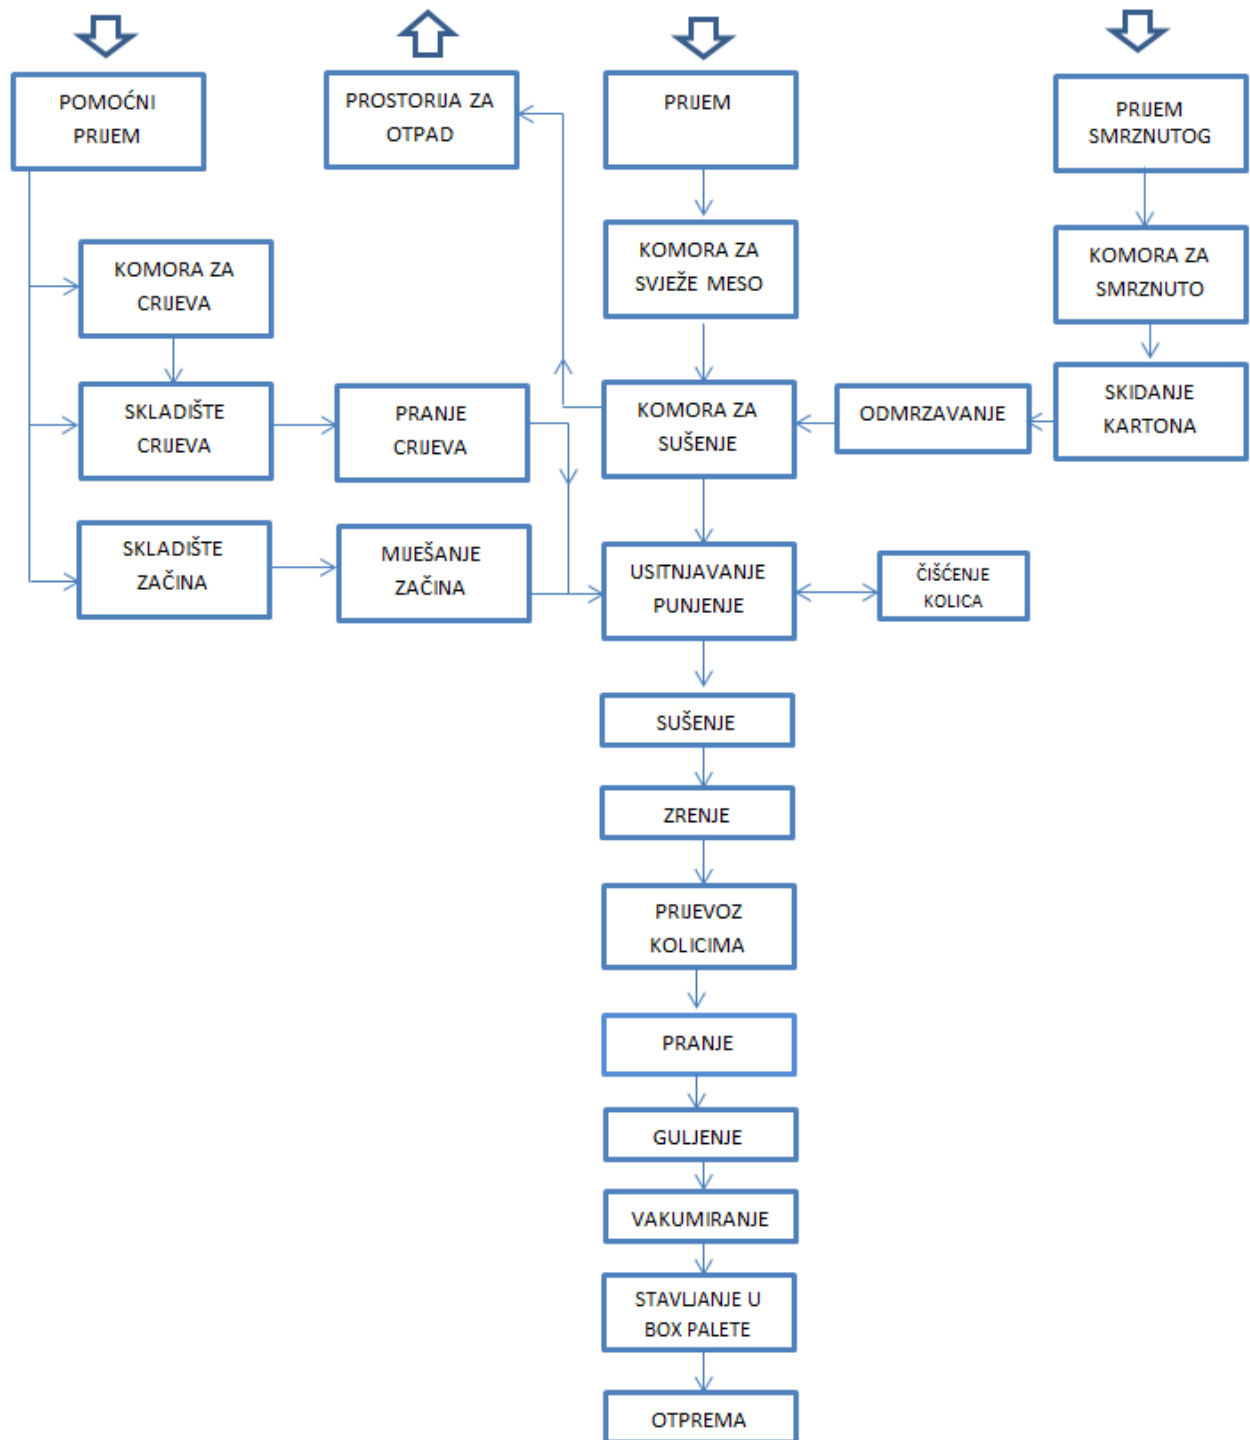 POMOĆNI
PRIJEM
PROSTORIJA ZA
OTPAD
PRIJEM
PRIJEM
SMRZNUTOG
KOMORA ZA
CRIJEVA
KOMORA ZA
SVJEŽE MESO
KOMORA ZA
SMRZNUTO
SKLADIŠTE
CRIJEVA
PRANJE
CRIJEVA
KOMORA ZA
SUŠENJE
ODMRZAVANJE
SKIDANJE
KARTONA
SKLADIŠTE
ZAČINA
MIJEŠANJE
ZAČINA
USITNJAVANJE
PUNJENJE
ČIŠĆENJE
KOLICA
SUŠENJE
ZRENJE
PRIJEVOZ
KOLICIMA
PRANJE
GULJENJE
VAKUMIRANJE
STAVLJANJE U
BOX PALETE
OTPREMA